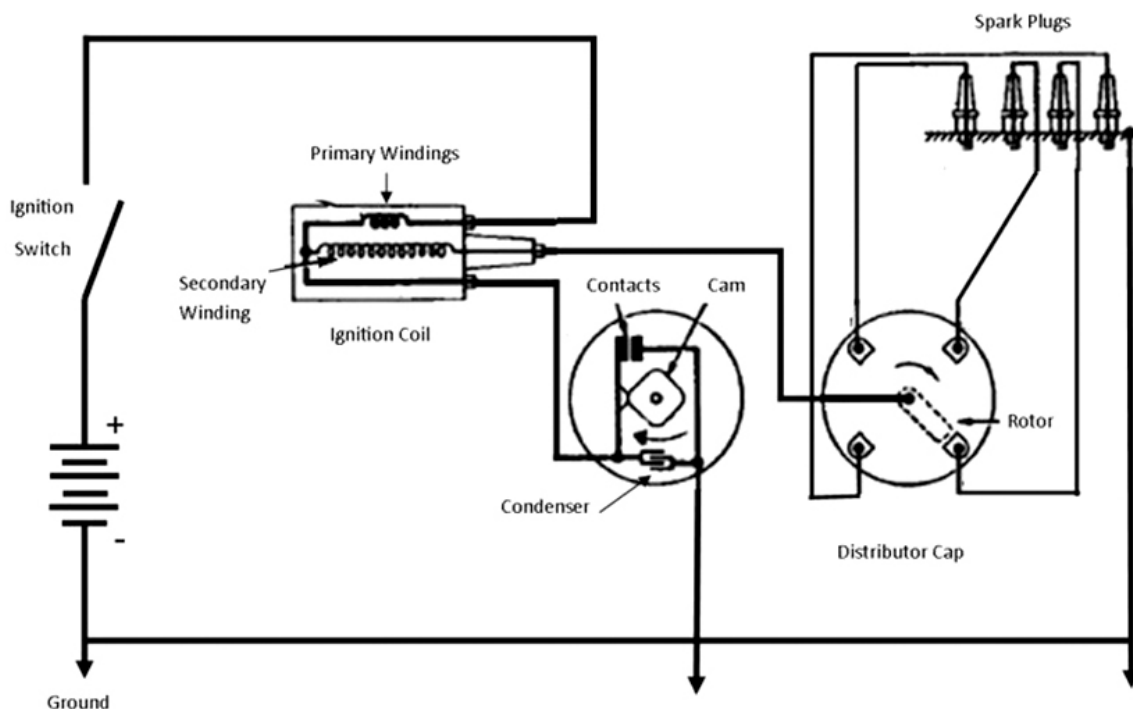 Spark Plugs
Primary Windings
Ignition
Switch
Secondary
Winding
Ignition Coil
Contacts
Cam
Rotor
+
Condenser
-
Distributor Cap
Ground